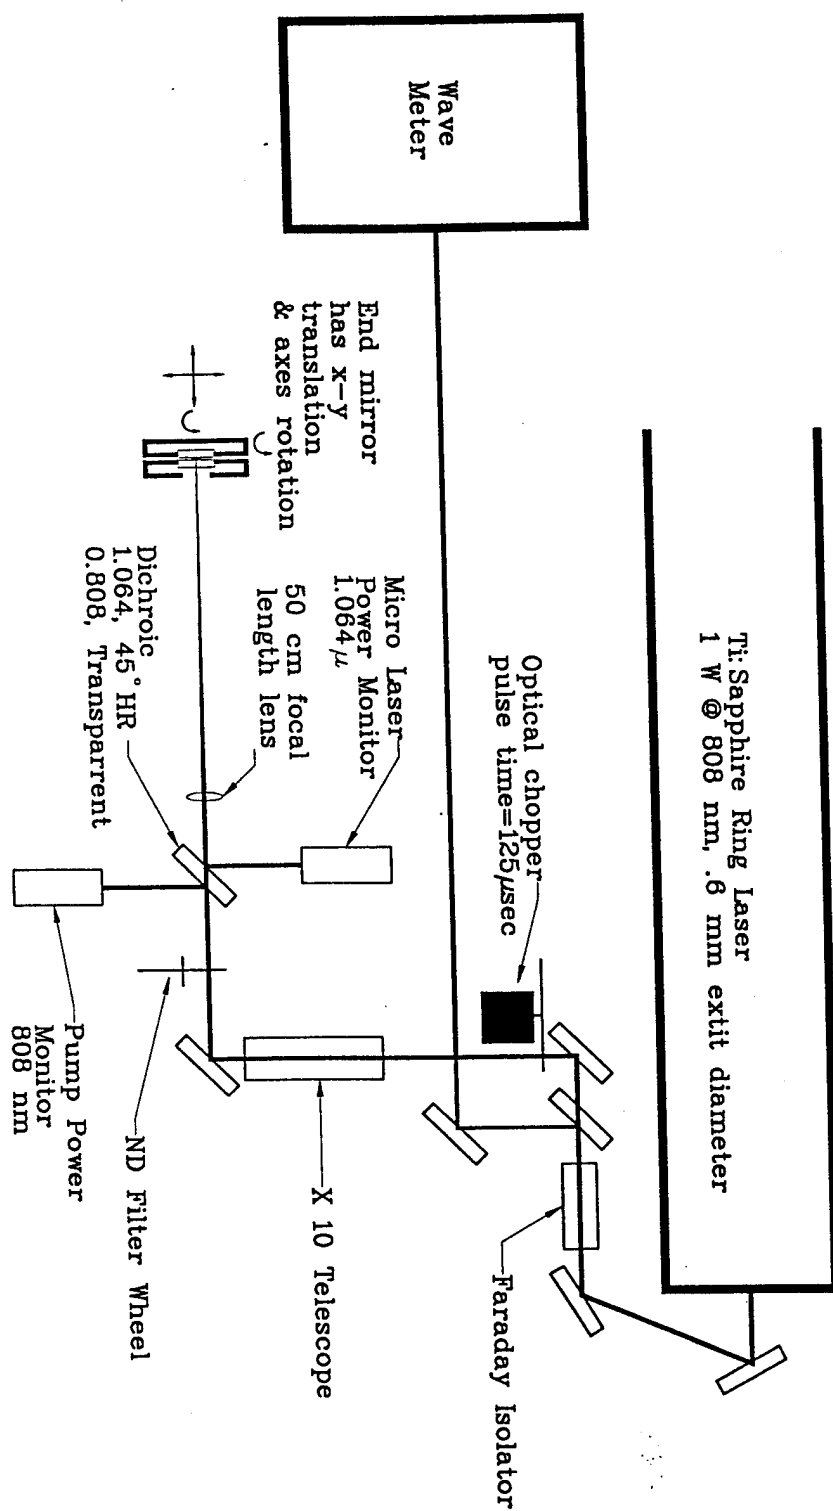 Ti:Sapphire Ring Laser
1 W @ 808 nm, .6 mm extit diameter
Wave
Meter
Optical chopper
pulse time=125μsec
Faraday Isolator
End mirror
has x-y
translation
& axes rotation
Micro Laser
Power Monitor
1.064μ
50 cm focal
length lens
X 10 Telescope
Dichroic
1.064, 45° HR
0.808, Transparrent
ND Filter Wheel
Pump Power
Monitor
808 nm